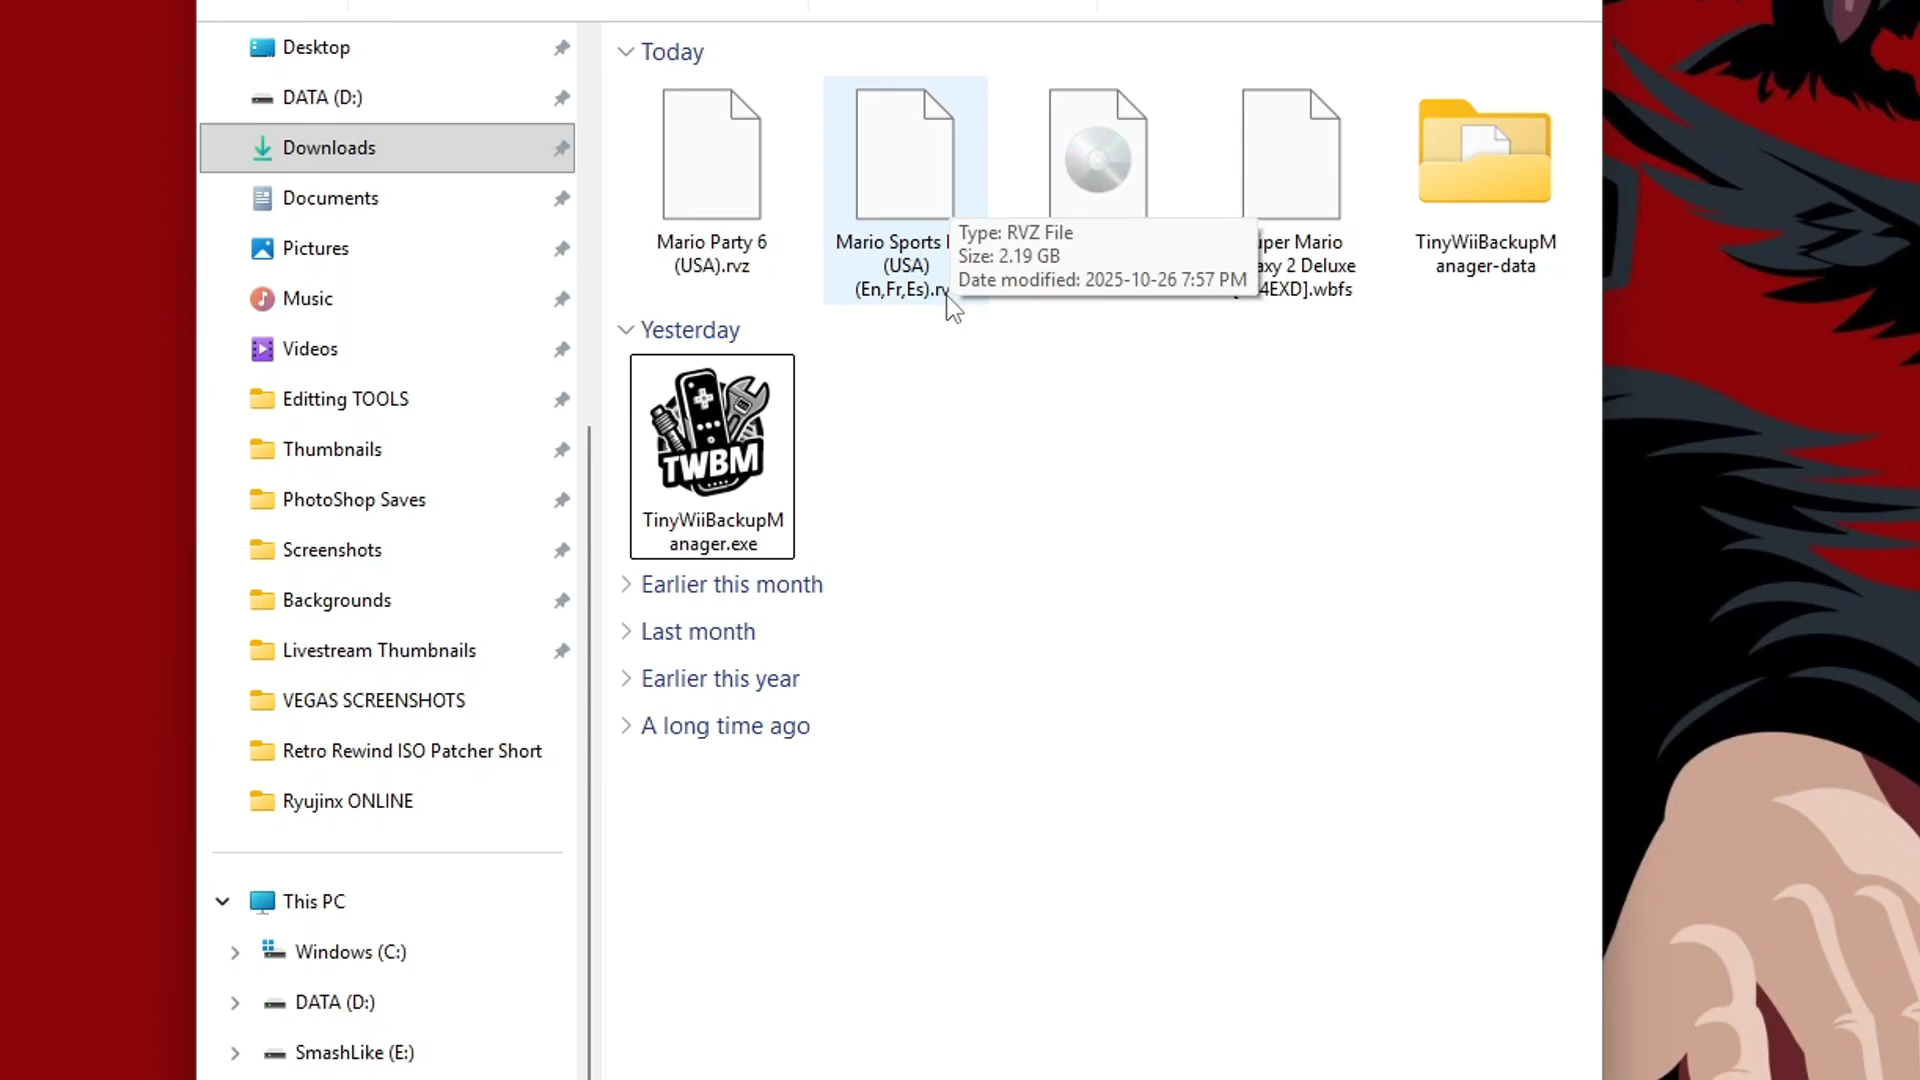 Desktop
DATA (D:)
Downloads
Documents
Pictures
Music
Videos
Editting TOOLS
Thumbnails
PhotoShop Saves
Screenshots
Backgrounds
Livestream Thumbnails
VEGAS SCREENSHOTS
Retro Rewind ISO Patcher Short
Ryujinx ONLINE
This PC
Windows (C:)
DATA (D:)
SmashLike (E:)
Today
Mario Party 6
(USA).rvz
Mario Sports
(USA)
(En,Fr,Es).rv
Type: RVZ File
Size: 2.19 GB
Date modified: 2025-10-26 7:57 PM
uper Mario
axy 2 Deluxe
4EXD].wbfs
TinyWiiBackupM
anager-data
Yesterday
TWBM
TinyWiiBackupM
anager.exe
Earlier this month
Last month
Earlier this year
A long time ago